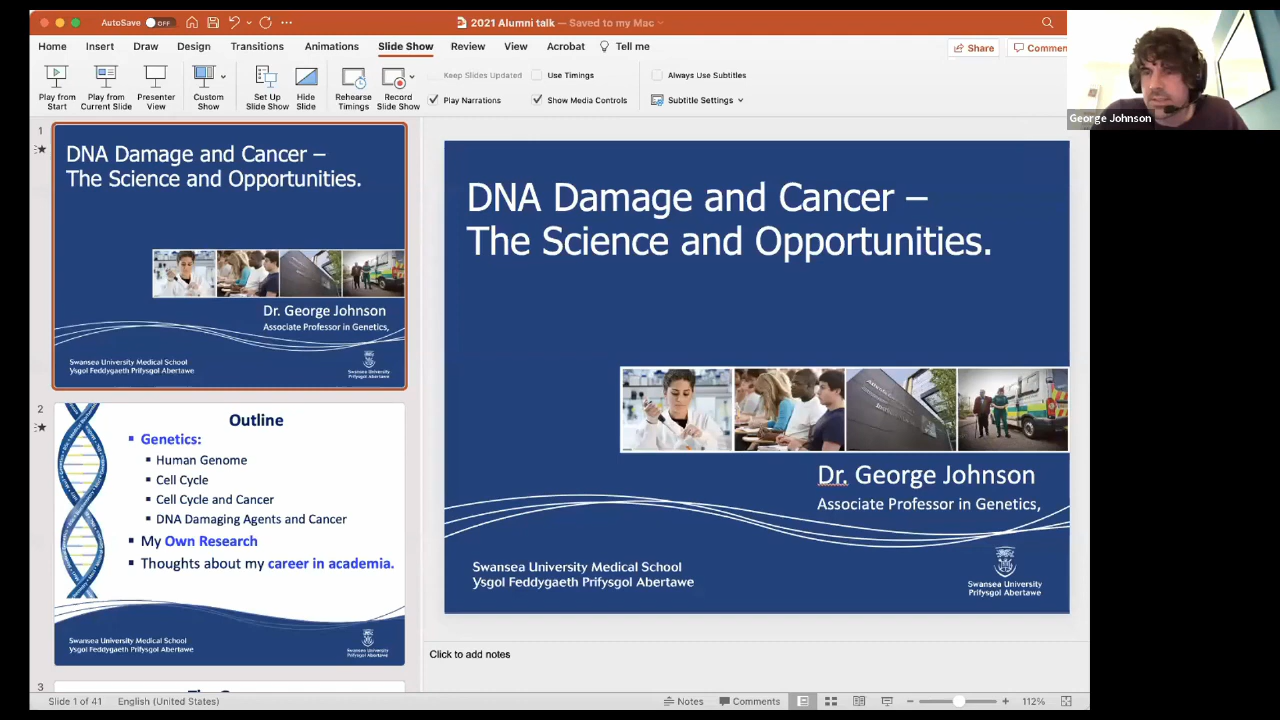 AutoSave OFF
2021 Alumni talk — Saved to my Mac
Home Insert Draw Design Transitions Animations Slide Show Review View Acrobat Tell me
Share Commen
Play from Start
Play from Current Slide
Presenter View
Custom Show
Set Up Slide Show
Hide Slide
Rehearse Timings
Record Slide Show
Keep Slides Updated Use Timings
Play Narrations Show Media Controls
Always Use Subtitles
Subtitle Settings
George Johnson
1
DNA Damage and Cancer –
The Science and Opportunities.
Dr. George Johnson
Associate Professor in Genetics,
Swansea University Medical School
Ysgol Feddygaeth Prifysgol Abertawe
Swansea University
Prifysgol Abertawe
2
Outline
Genetics:
Human Genome
Cell Cycle
Cell Cycle and Cancer
DNA Damaging Agents and Cancer
My Own Research
Thoughts about my career in academia.
Swansea University Medical School
Ysgol Feddygaeth Prifysgol Abertawe
Swansea University
Prifysgol Abertawe
3
DNA Damage and Cancer –
The Science and Opportunities.
Dr. George Johnson
Associate Professor in Genetics,
Swansea University Medical School
Ysgol Feddygaeth Prifysgol Abertawe
Swansea University
Prifysgol Abertawe
Click to add notes
Slide 1 of 41 English (United States) Notes Comments 112%